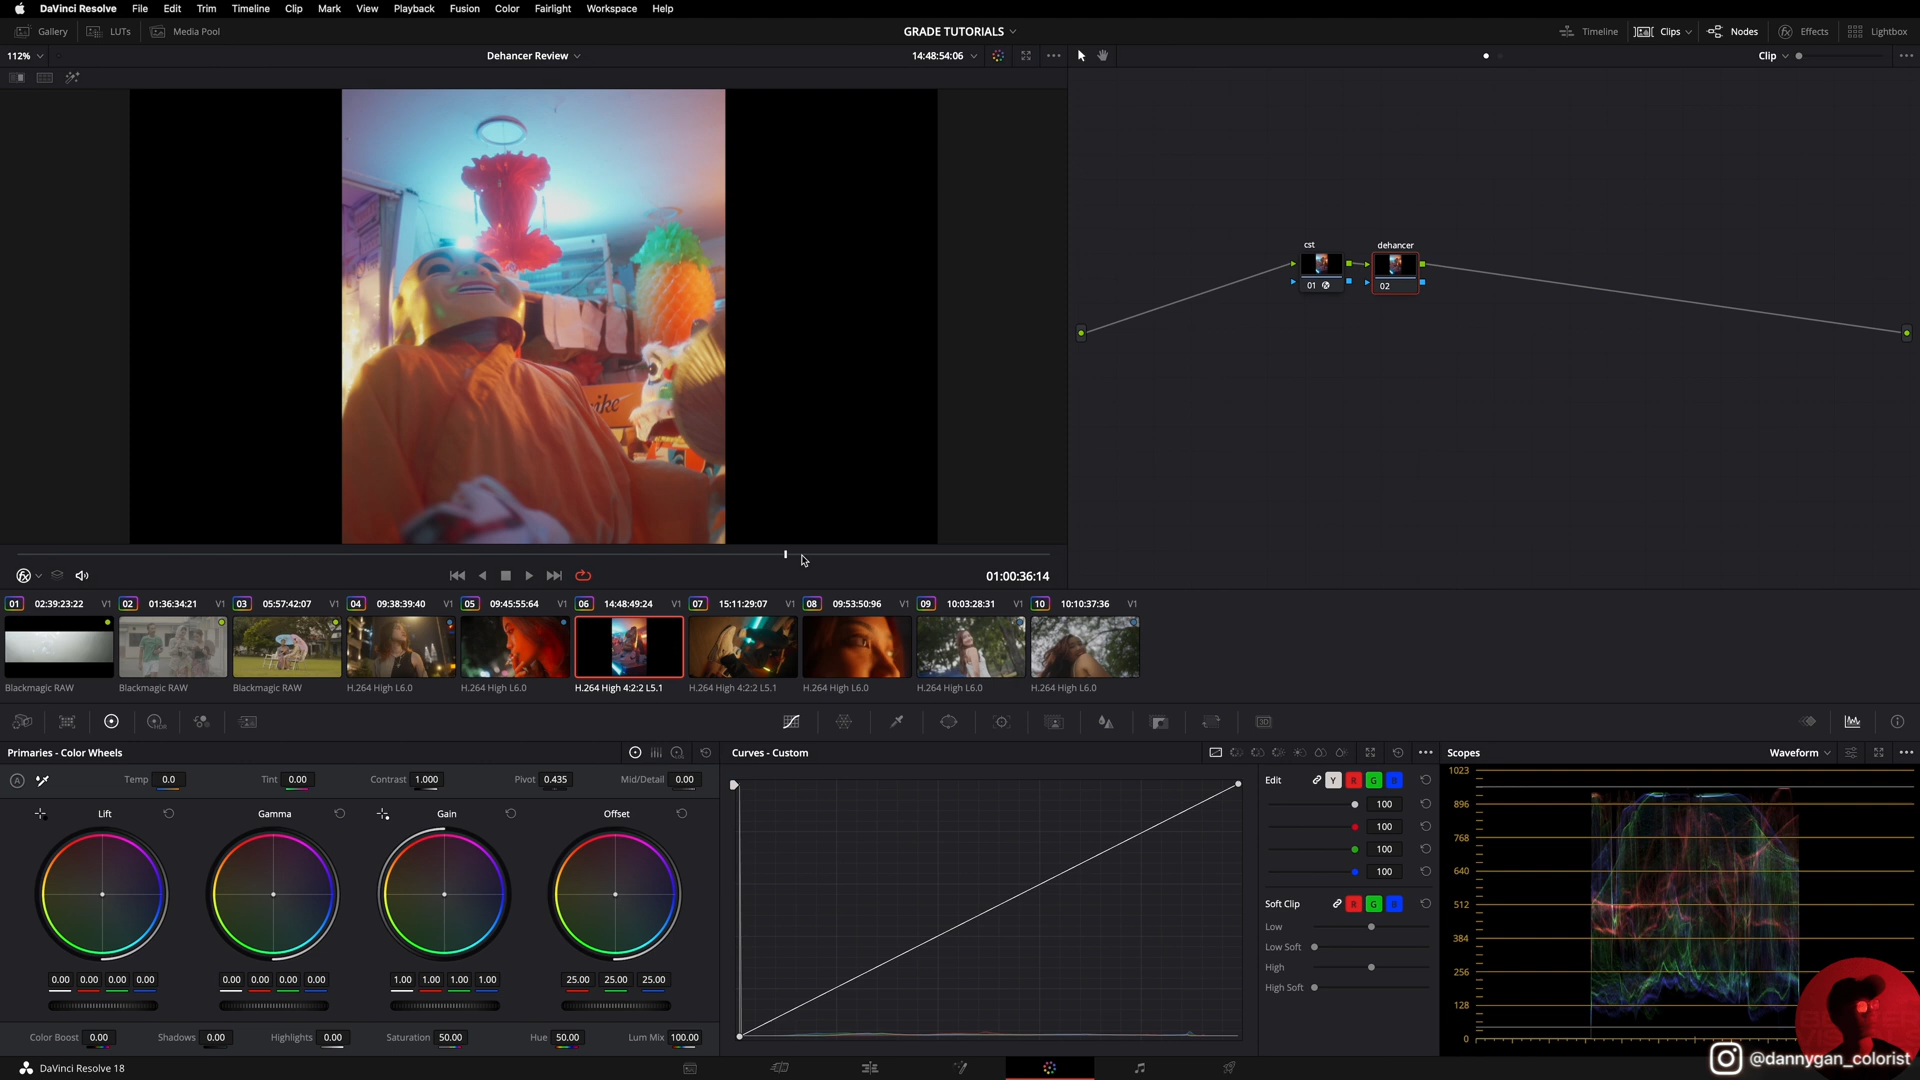 DaVinci Resolve File Edit Trim Timeline Clip Mark View Playback Fusion Color Fairlight Workspace Help
Gallery LUTs Media Pool GRADE TUTORIALS Timeline Clips Nodes Effects Lightbox
112% Dehancer Review 14:48:54:06 Clip
cst dehancer
01 02
ike
01:00:36:14
01 02:39:23:22 V1 02 01:36:34:21 V1 03 05:57:42:07 V1 04 09:38:39:40 V1 05 09:45:55:64 V1 06 14:48:49:24 V1 07 15:11:29:07 V1 08 09:53:50:96 V1 09 10:03:28:31 V1 10 10:10:37:36 V1
Blackmagic RAW Blackmagic RAW Blackmagic RAW H.264 High L6.0 H.264 High L6.0 H.264 High 4:2:2 L5.1 H.264 High 4:2:2 L5.1 H.264 High L6.0 H.264 High L6.0 H.264 High L6.0
HDR 3D
Primaries - Color Wheels Curves - Custom Scopes Waveform
A Temp 0.0 Tint 0.00 Contrast 1.000 Pivot 0.435 Mid/Detail 0.00
Lift Gamma Gain Offset
0.00 0.00 0.00 0.00 0.00 0.00 0.00 0.00 1.00 1.00 1.00 1.00 25.00 25.00 25.00
Color Boost 0.00 Shadows 0.00 Highlights 0.00 Saturation 50.00 Hue 50.00 Lum Mix 100.00
Edit Y R G B
100
100
100
100
Soft Clip R G B
Low
Low Soft
High
High Soft
1023
896
768
640
512
384
256
128
0
DaVinci Resolve 18
@dannygan_colorist